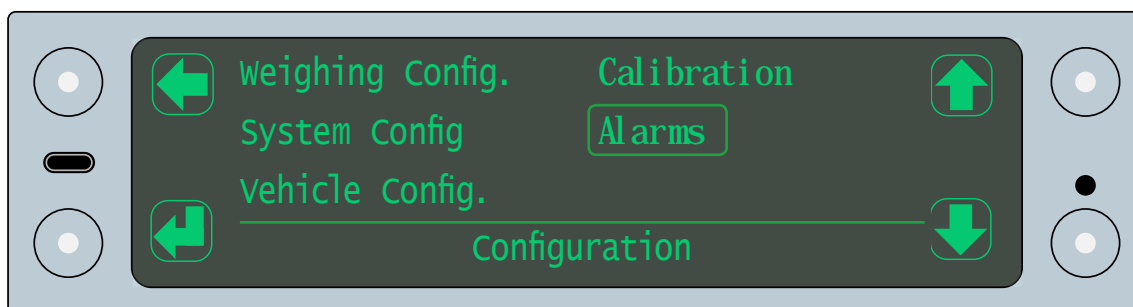 Weighing Config. Calibration
System Config Alarms
Vehicle Config.
Configuration